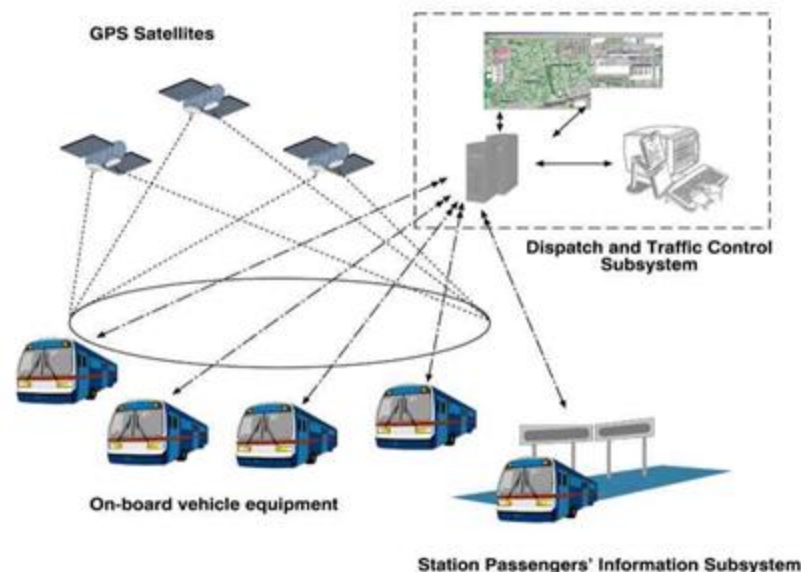 GPS Satellites
Dispatch and Traffic Control
Subsystem
On-board vehicle equipment
Station Passengers' Information Subsystem